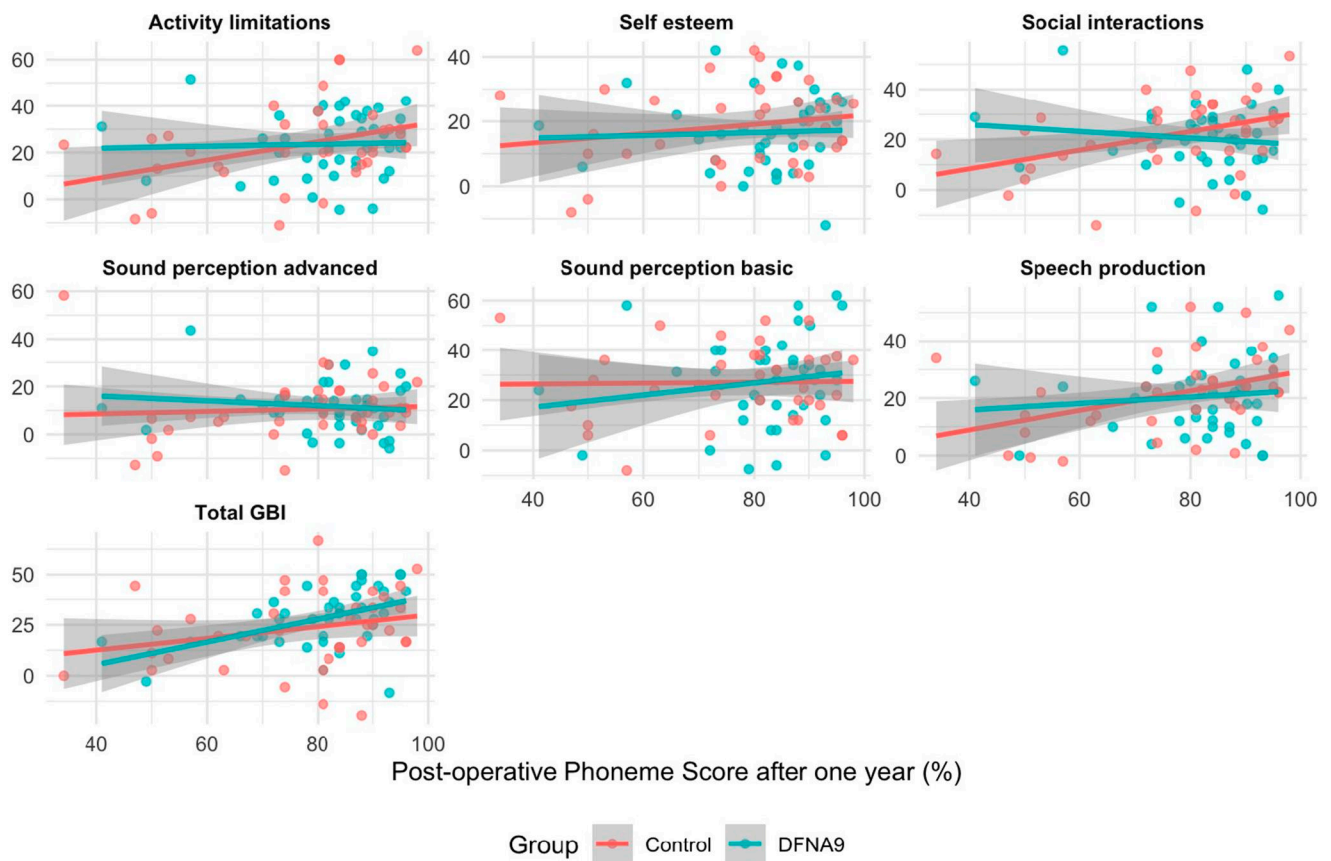 Activity limitations
Self esteem
Social interactions
60
40
20
0
40
30
20
10
0
40
20
0
Sound perception advanced
Sound perception basic
Speech production
60
40
20
0
60
40
20
0
40
20
0
40 60 80 100
40 60 80 100
Total GBI
50
25
0
40 60 80 100
Post-operative Phoneme Score after one year (%)
Group Control DFNA9